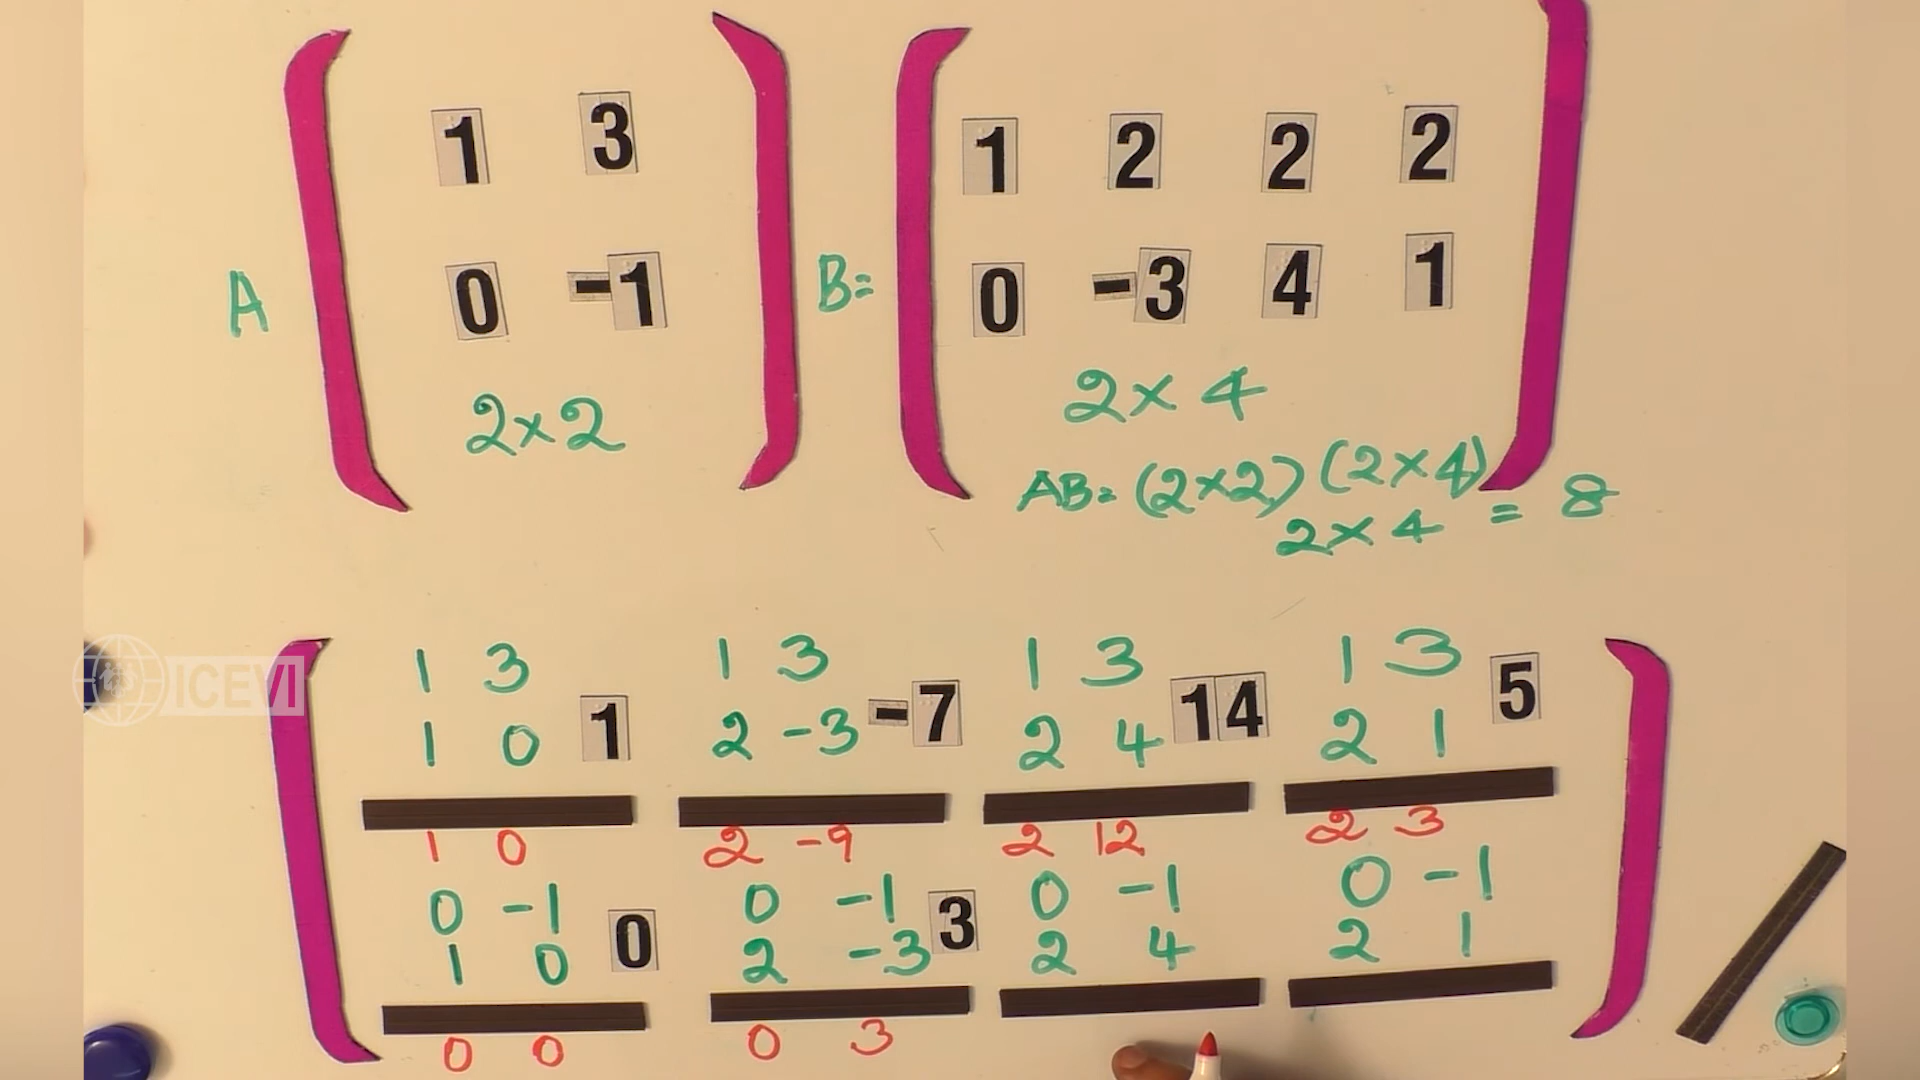 1 3 1 2 2 2
A 0 -1 B= 0 -3 4 1
2×2 2×4
AB= (2×2) (2×4)
2×4 = 8
1 3 1 3 1 3 1 3
1 0 1 2 -3 -7 2 4 14 2 1 5
1 0 2 -9 2 12 2 3
0 -1 0 -1 0 -1 0 -1
1 0 0 2 -3 3 2 4 2 1
0 0 0 3
ICEVI